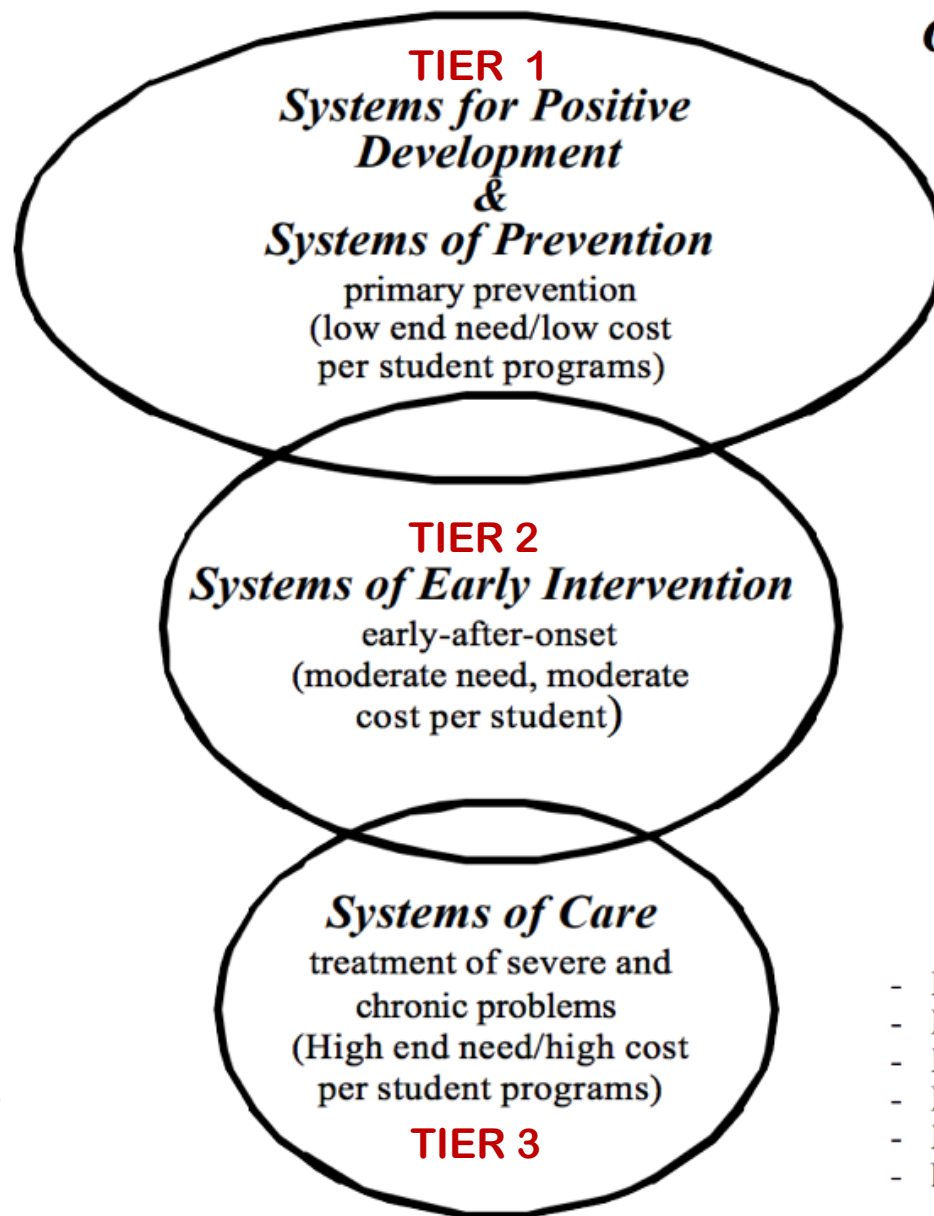 TIER 1
Systems for Positive
Development
&
Systems of Prevention
primary prevention
(low end need/low cost
per student programs)
TIER 2
Systems of Early Intervention
early-after-onset
(moderate need, moderate
cost per student)
Systems of Care
treatment of severe and
chronic problems
(High end need/high cost
per student programs)
TIER 3